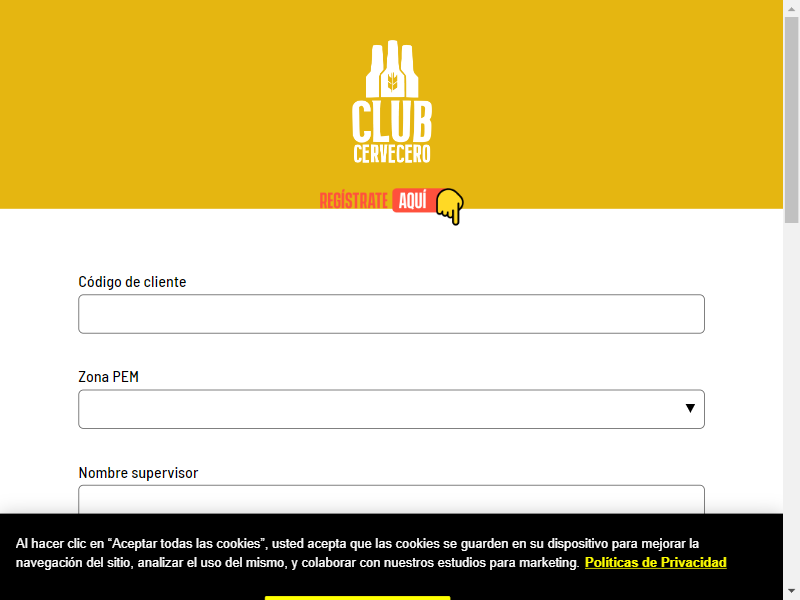 CLUB
CERVECERO
REGÍSTRATE AQUÍ
Código de cliente
Zona PEM
Nombre supervisor
Al hacer clic en “Aceptar todas las cookies”, usted acepta que las cookies se guarden en su dispositivo para mejorar la
navegación del sitio, analizar el uso del mismo, y colaborar con nuestros estudios para marketing. Políticas de Privacidad